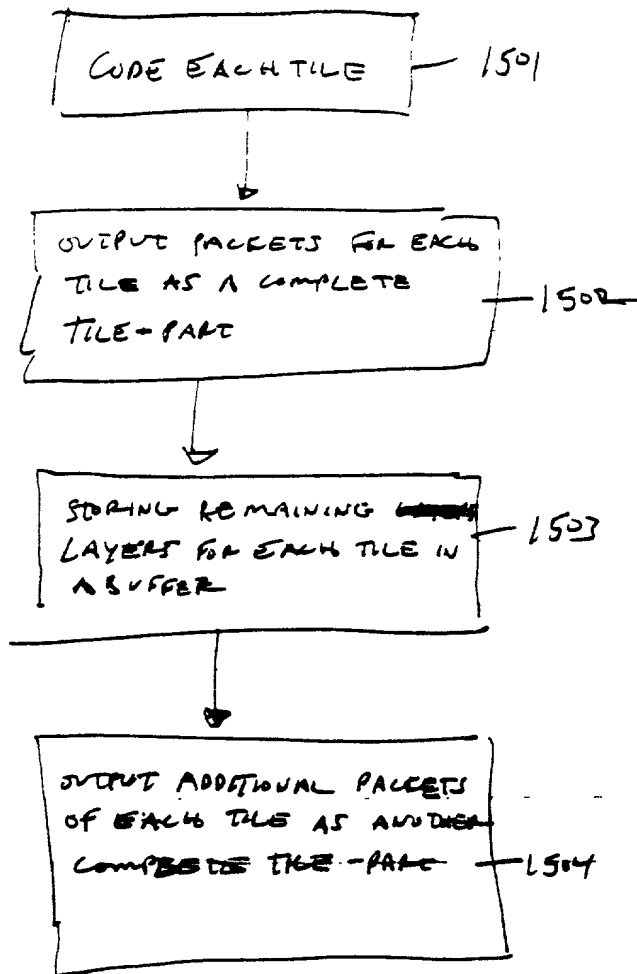 CODE EACH TILE
1501
OUTPUT PACKETS FOR EACH
TILE AS A COMPLETE
TILE-PART
1502
STORING REMAINING
LAYERS FOR EACH TILE IN
A BUFFER
1503
OUTPUT ADDITIONAL PACKETS
OF EACH TILE AS ANOTHER
COMPLETE TILE-PART
1504